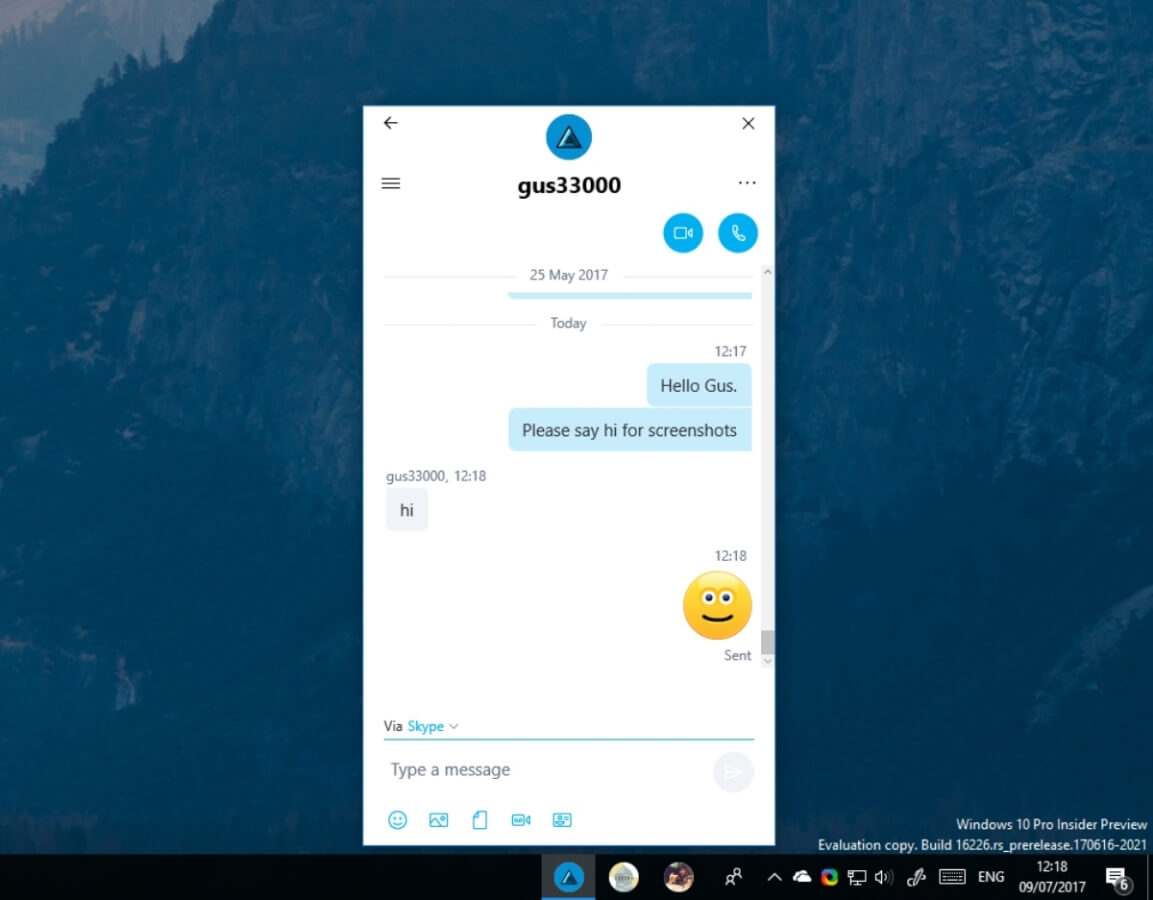 gus33000
25 May 2017
Today
12:17
Hello Gus.
Please say hi for screenshots
gus33000, 12:18
hi
12:18
Sent
Via Skype
Type a message
Windows 10 Pro Insider Preview
Evaluation copy. Build 16226.rs_prerelease.170616-2021
ENG
12:18
09/07/2017
6